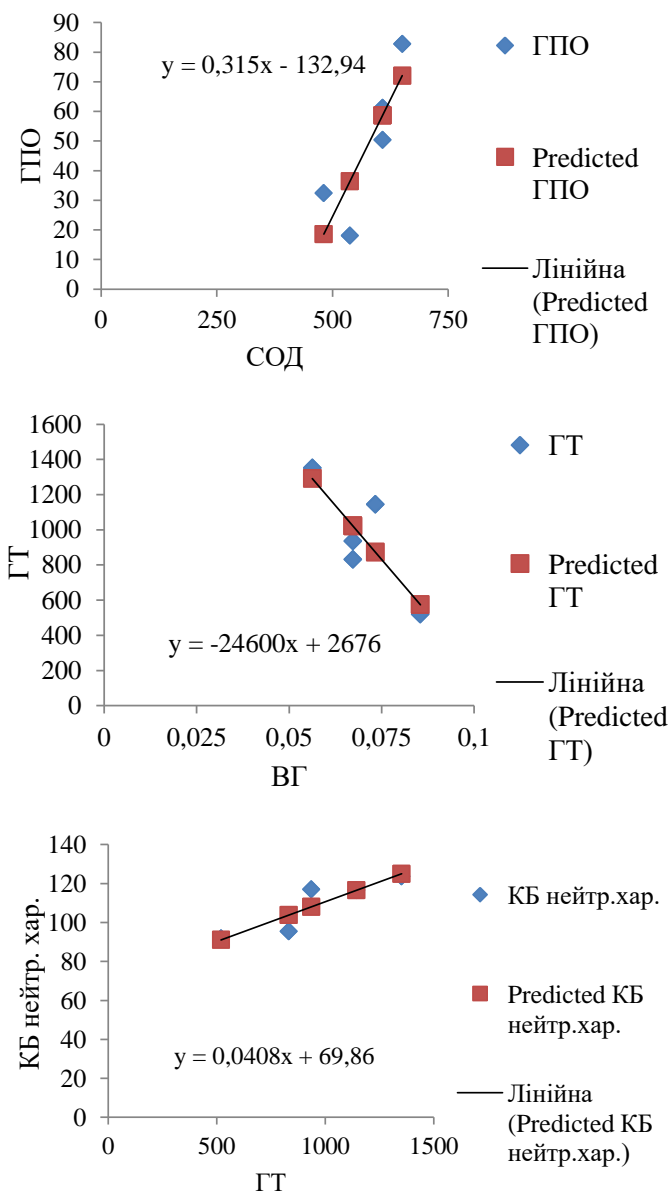 90
80
70
60
50
40
30
20
10
0
ГПО
y = 0,315x - 132,94
0 250 500 750
СОД
ГПО
Predicted
ГПО
Лінійна
(Predicted
ГПО)
1600
1400
1200
1000
800
600
400
200
0
ГТ
y = -24600x + 2676
0 0,025 0,05 0,075 0,1
ВГ
ГТ
Predicted
ГТ
Лінійна
(Predicted
ГТ)
140
120
100
80
60
40
20
0
КБ нейтр. хар.
y = 0,0408x + 69,86
0 500 1000 1500
ГТ
КБ нейтр.хар.
Predicted КБ
нейтр.хар.
Лінійна
(Predicted КБ
нейтр.хар.)